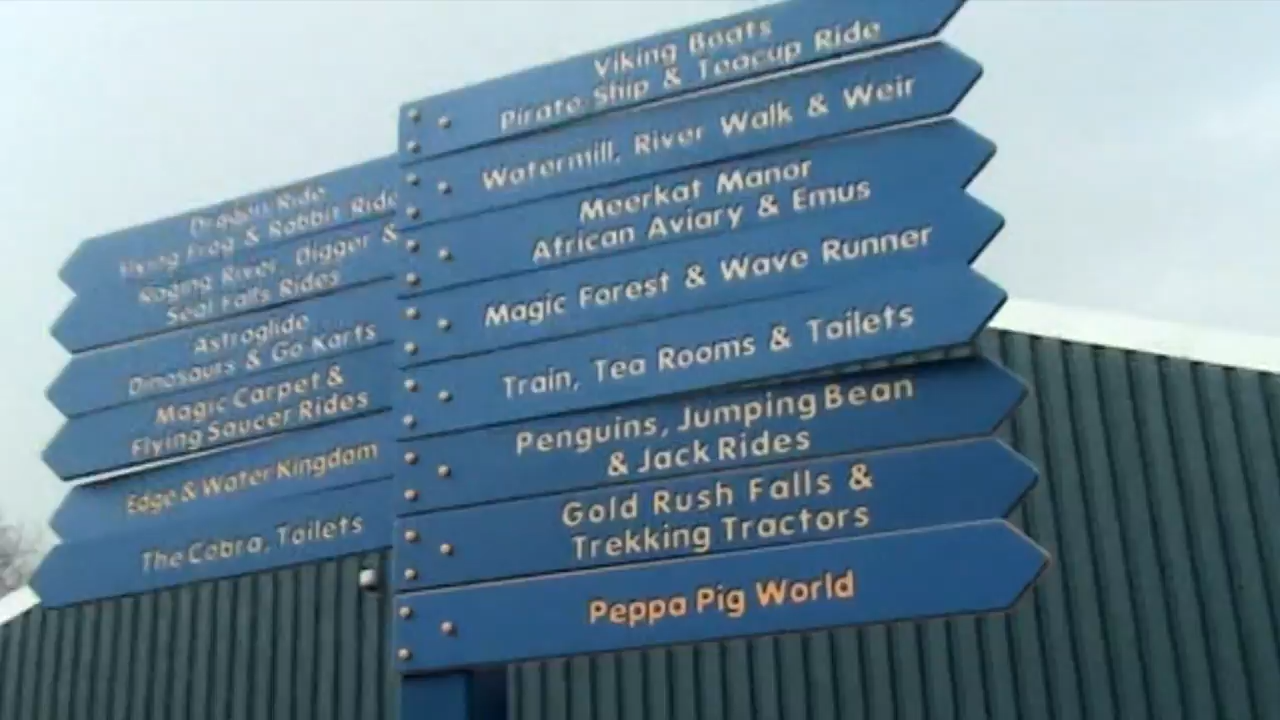 Dragon Ride
Flying Frog & Rabbit Ride
Raging River, Digger &
Seal Falls Rides
Astroglide
Dinosaurs & Go Karts
Magic Carpet &
Flying Saucer Rides
Edge & Water Kingdom
The Cobra, Toilets
Viking Boats
Pirate Ship & Teacup Ride
Watermill, River Walk & Weir
Meerkat Manor
African Aviary & Emus
Magic Forest & Wave Runner
Train, Tea Rooms & Toilets
Penguins, Jumping Bean
& Jack Rides
Gold Rush Falls &
Trekking Tractors
Peppa Pig World